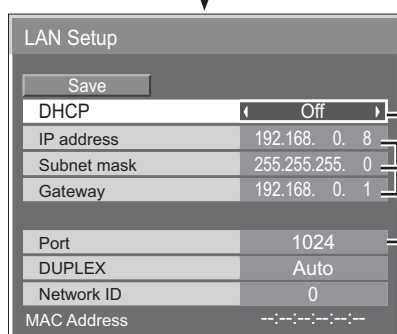 LAN Setup
Save
DHCP Off
IP address 192.168. 0. 8
Subnet mask 255.255.255. 0
Gateway 192.168. 0. 1
Port 1024
DUPLEX Auto
Network ID 0
MAC Address --:--:--:--:--:--